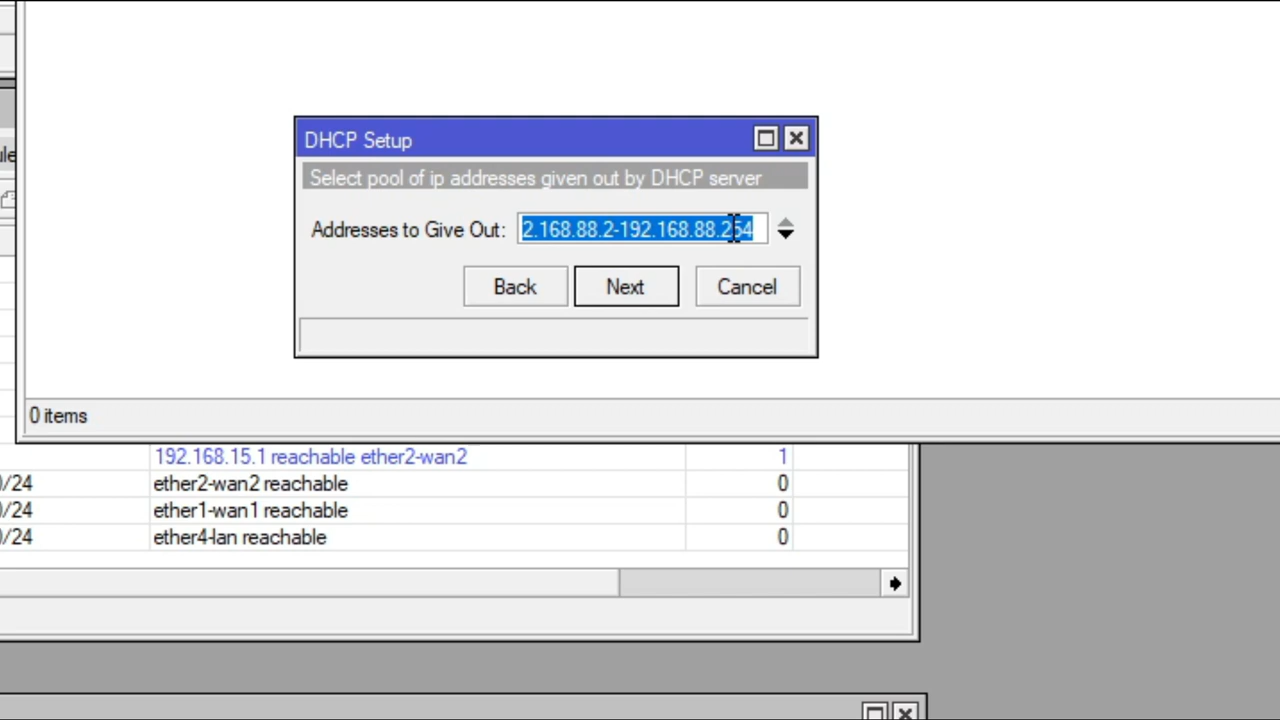 DHCP Setup
ule
Select pool of ip addresses given out by DHCP server
Addresses to Give Out: 2.168.88.2-192.168.88.254
Back Next Cancel
0 items
192.168.15.1 reachable ether2-wan2 1
)/24 ether2-wan2 reachable 0
)/24 ether1-wan1 reachable 0
)/24 ether4-lan reachable 0